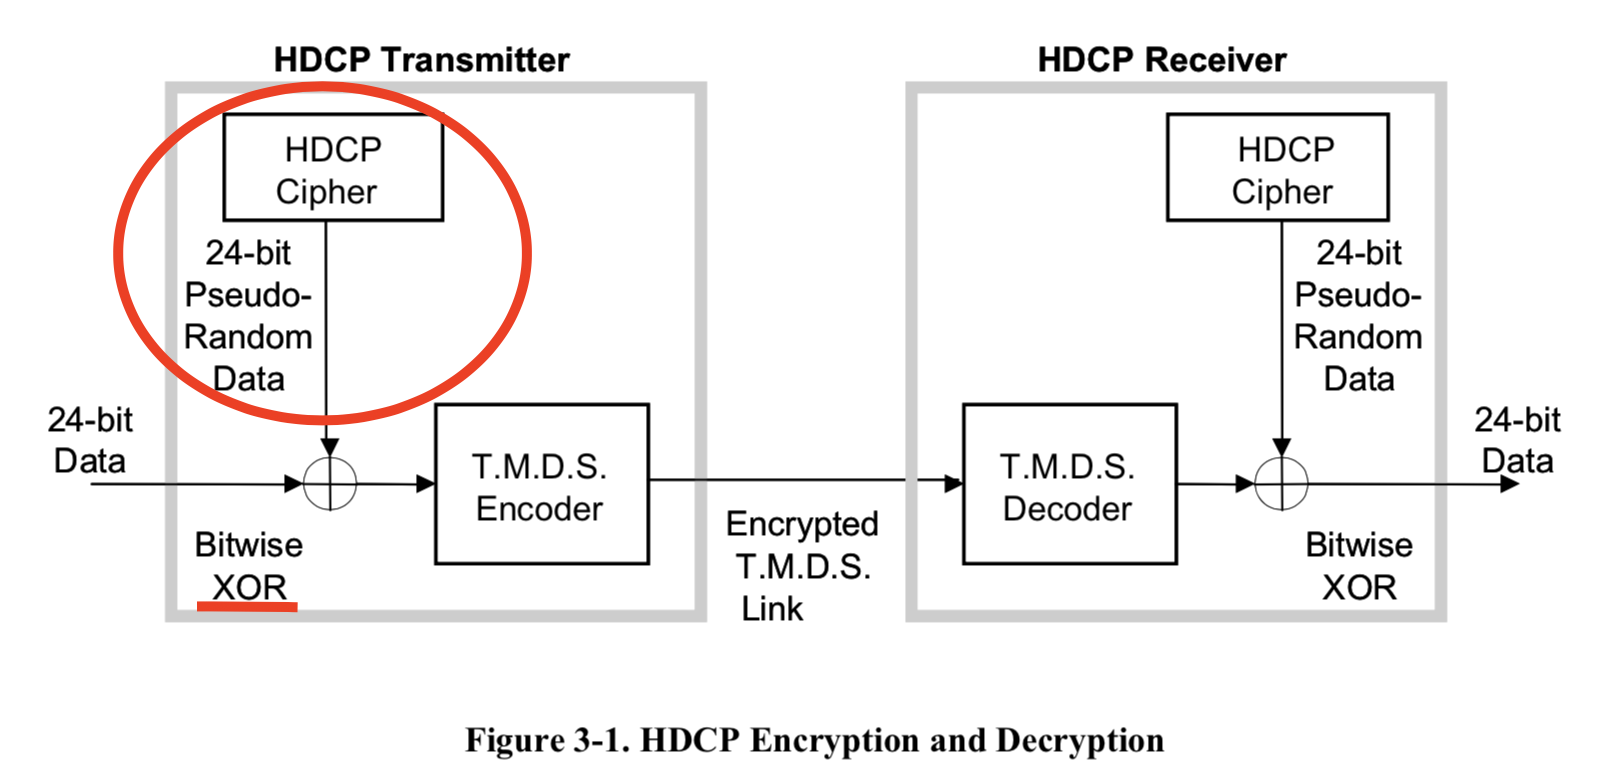 HDCP Transmitter
HDCP Receiver
HDCP
Cipher
24-bit
Pseudo-
Random
Data
24-bit
Data
Bitwise
XOR
T.M.D.S.
Encoder
Encrypted
T.M.D.S.
Link
T.M.D.S.
Decoder
HDCP
Cipher
24-bit
Pseudo-
Random
Data
Bitwise
XOR
24-bit
Data
Figure 3-1. HDCP Encryption and Decryption